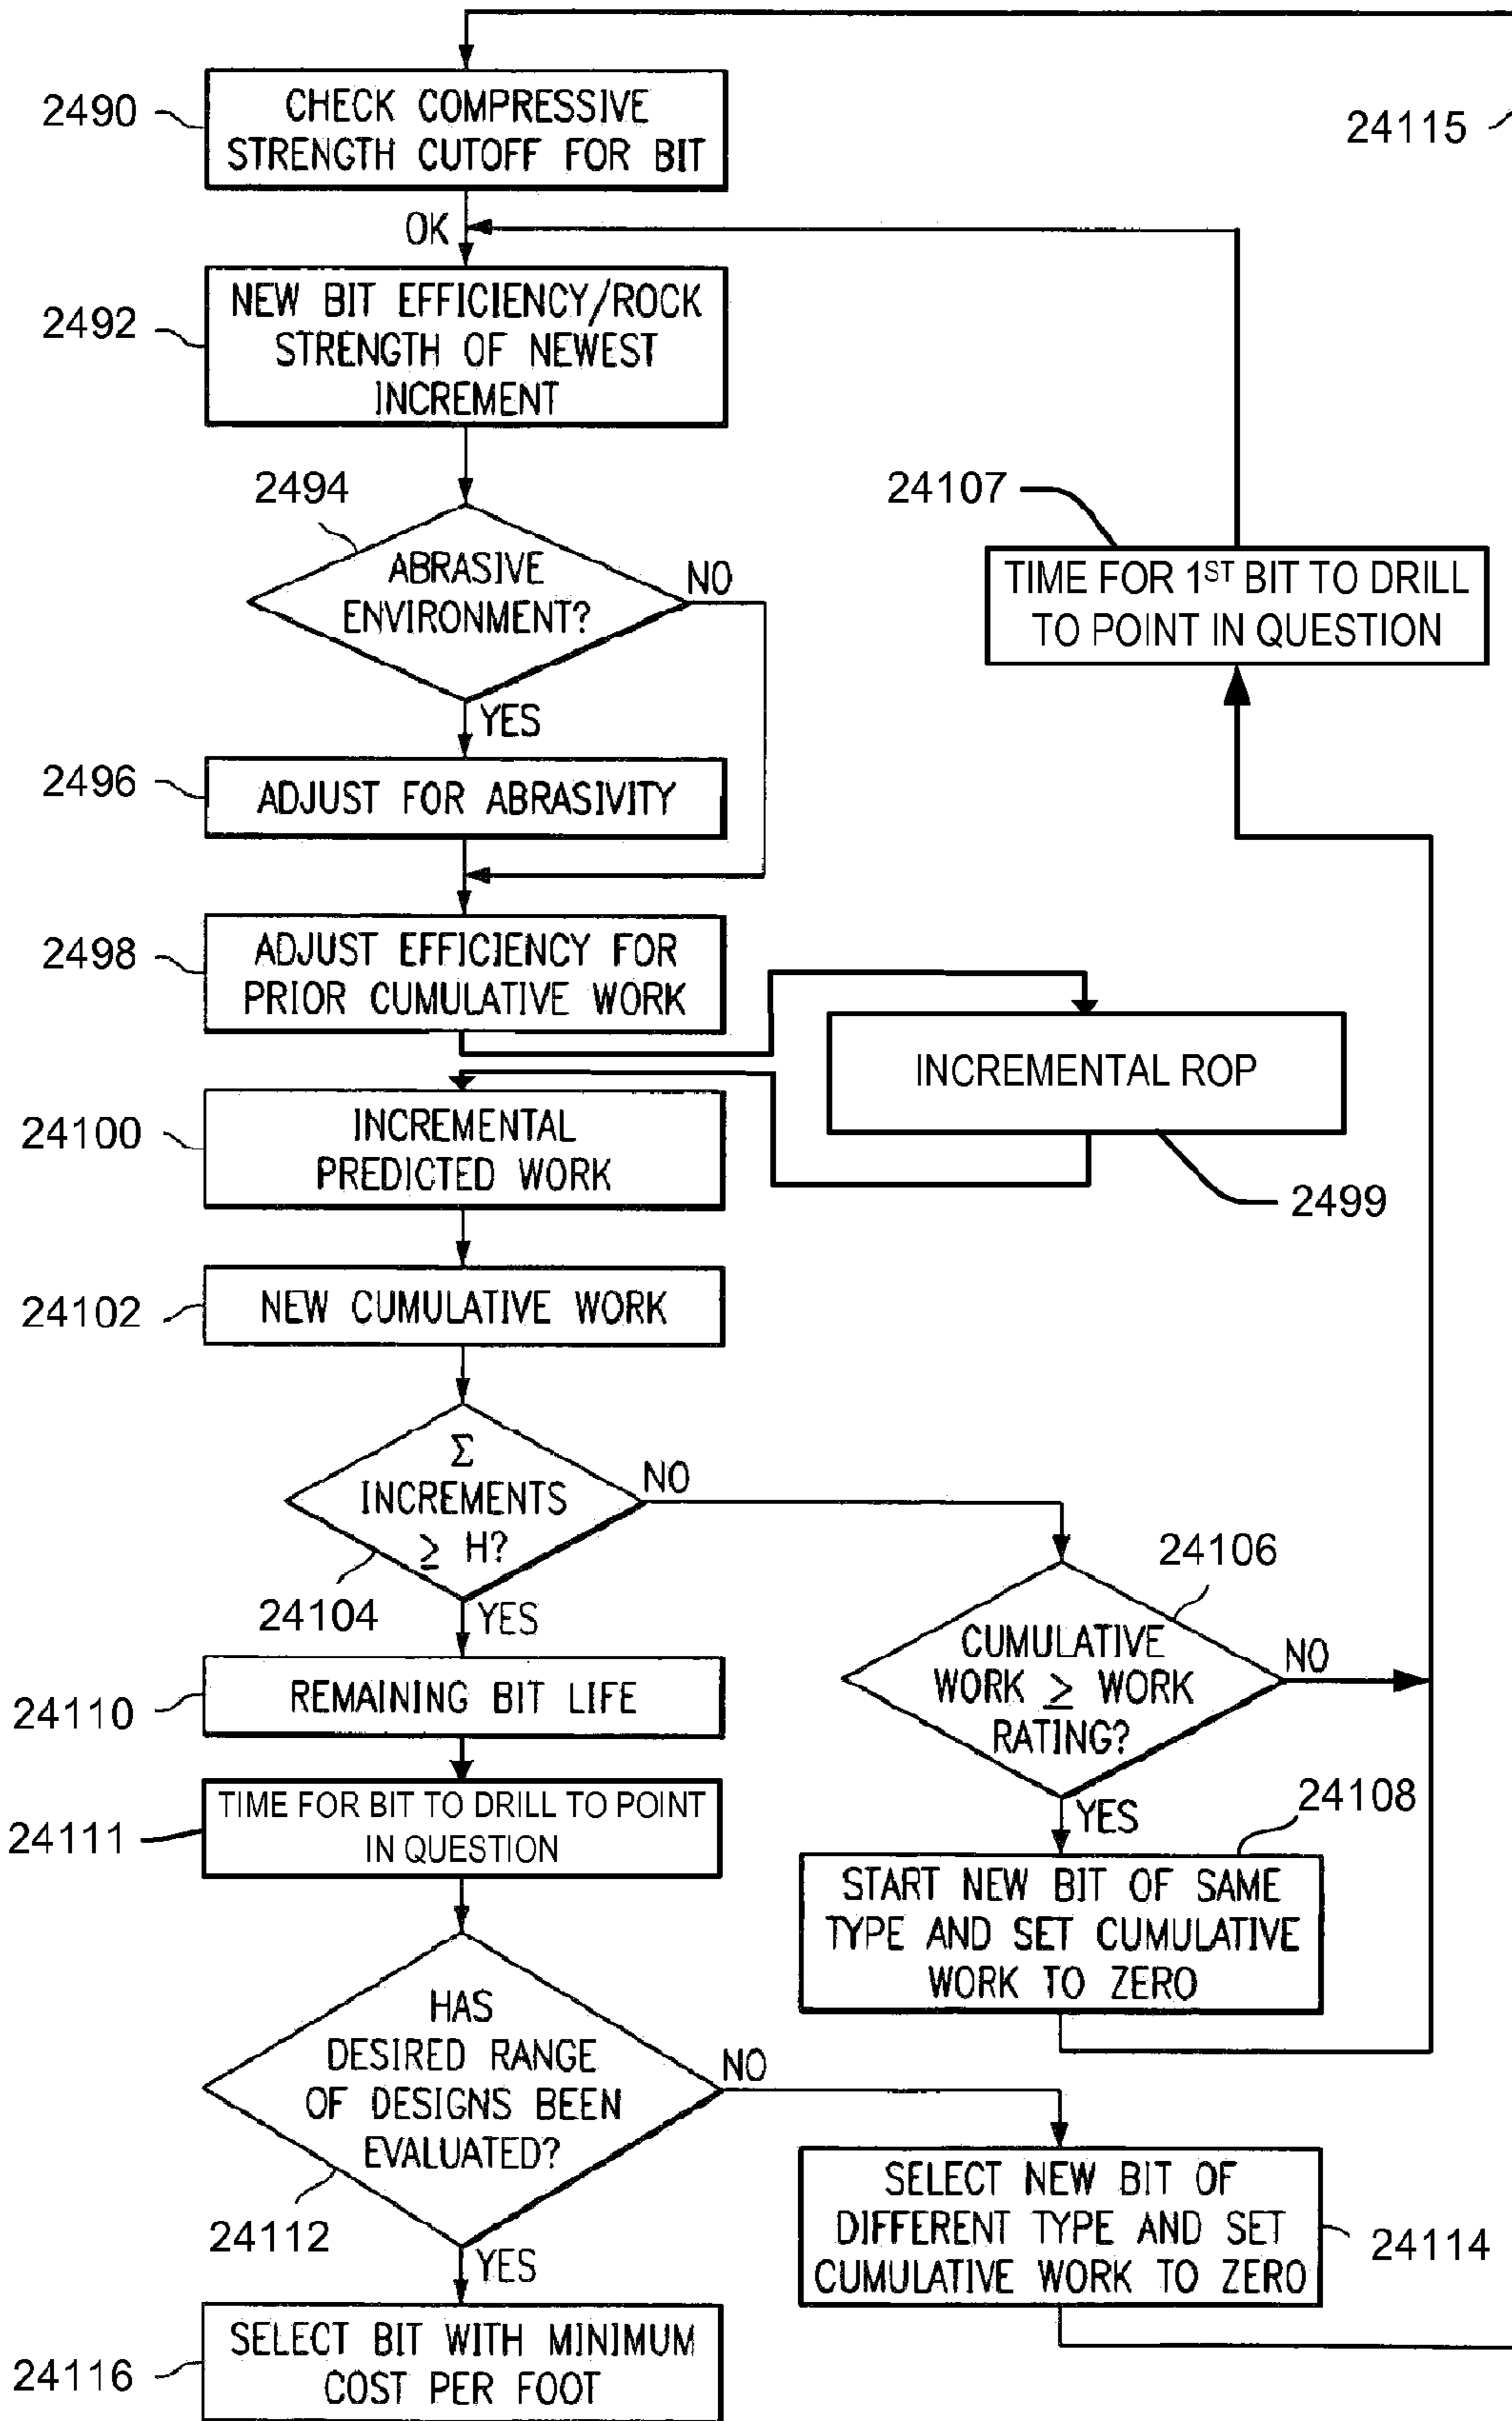 2490
CHECK COMPRESSIVE
STRENGTH CUTOFF FOR BIT
24115
OK
2492
NEW BIT EFFICIENCY/ROCK
STRENGTH OF NEWEST
INCREMENT
2494
ABRASIVE
ENVIRONMENT?
NO
YES
24107
TIME FOR 1ST BIT TO DRILL
TO POINT IN QUESTION
2496
ADJUST FOR ABRASIVITY
2498
ADJUST EFFICIENCY FOR
PRIOR CUMULATIVE WORK
INCREMENTAL ROP
2499
24100
INCREMENTAL
PREDICTED WORK
24102
NEW CUMULATIVE WORK
Σ
INCREMENTS
≥ H?
NO
24104
YES
24106
CUMULATIVE
WORK ≥ WORK
RATING?
NO
YES
24110
REMAINING BIT LIFE
24111
TIME FOR BIT TO DRILL TO POINT
IN QUESTION
24108
START NEW BIT OF SAME
TYPE AND SET CUMULATIVE
WORK TO ZERO
HAS
DESIRED RANGE
OF DESIGNS BEEN
EVALUATED?
NO
24112
YES
SELECT NEW BIT OF
DIFFERENT TYPE AND SET
CUMULATIVE WORK TO ZERO
24114
24116
SELECT BIT WITH MINIMUM
COST PER FOOT